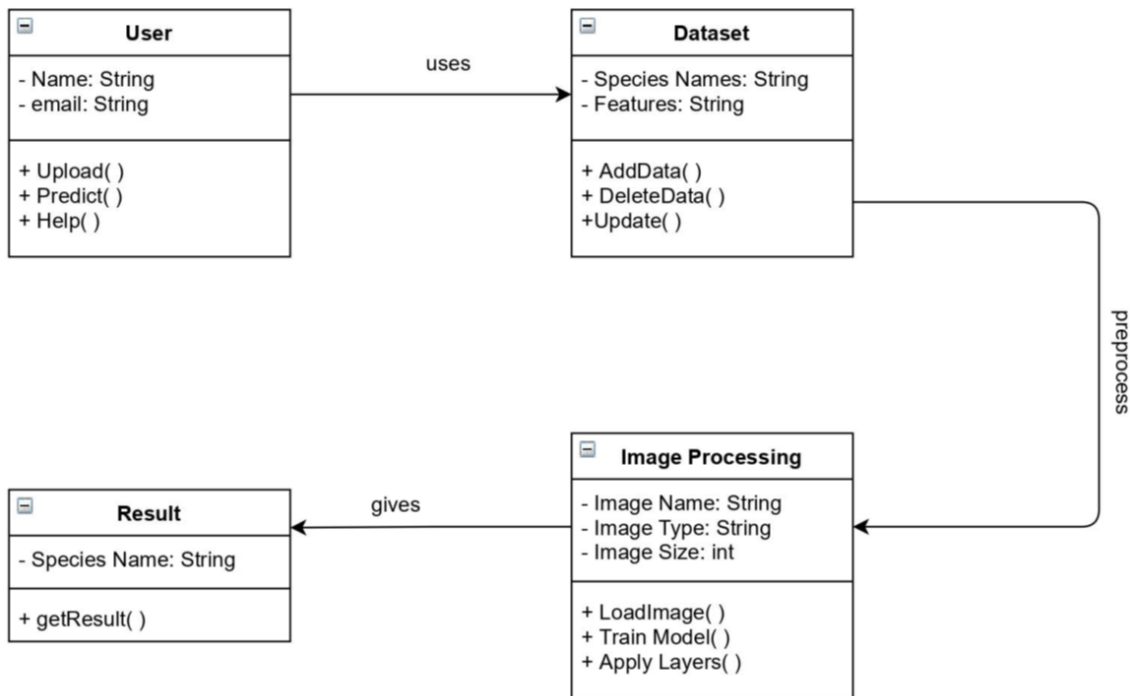 User
- Name: String
- email: String
+ Upload( )
+ Predict( )
+ Help( )
uses
Dataset
- Species Names: String
- Features: String
+ AddData( )
+ DeleteData( )
+Update( )
preprocess
Image Processing
- Image Name: String
- Image Type: String
- Image Size: int
+ LoadImage( )
+ Train Model( )
+ Apply Layers( )
gives
Result
- Species Name: String
+ getResult( )